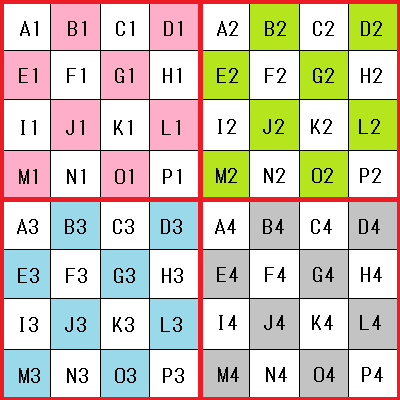 A1 B1 C1 D1 A2 B2 C2 D2
E1 F1 G1 H1 E2 F2 G2 H2
I1 J1 K1 L1 I2 J2 K2 L2
M1 N1 O1 P1 M2 N2 O2 P2
A3 B3 C3 D3 A4 B4 C4 D4
E3 F3 G3 H3 E4 F4 G4 H4
I3 J3 K3 L3 I4 J4 K4 L4
M3 N3 O3 P3 M4 N4 O4 P4